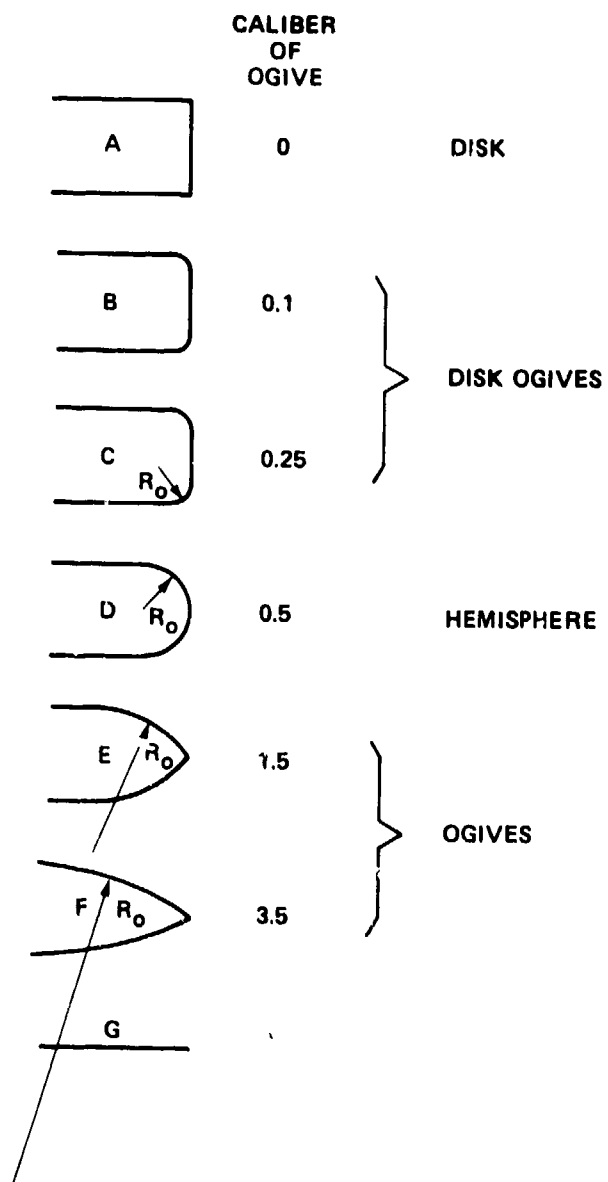 CALIBER
OF
OGIVE
A 0 DISK
B 0.1
DISK OGIVES
C 0.25
Ro
D 0.5 HEMISPHERE
Ro
E Ro 1.5
OGIVES
F Ro 3.5
G